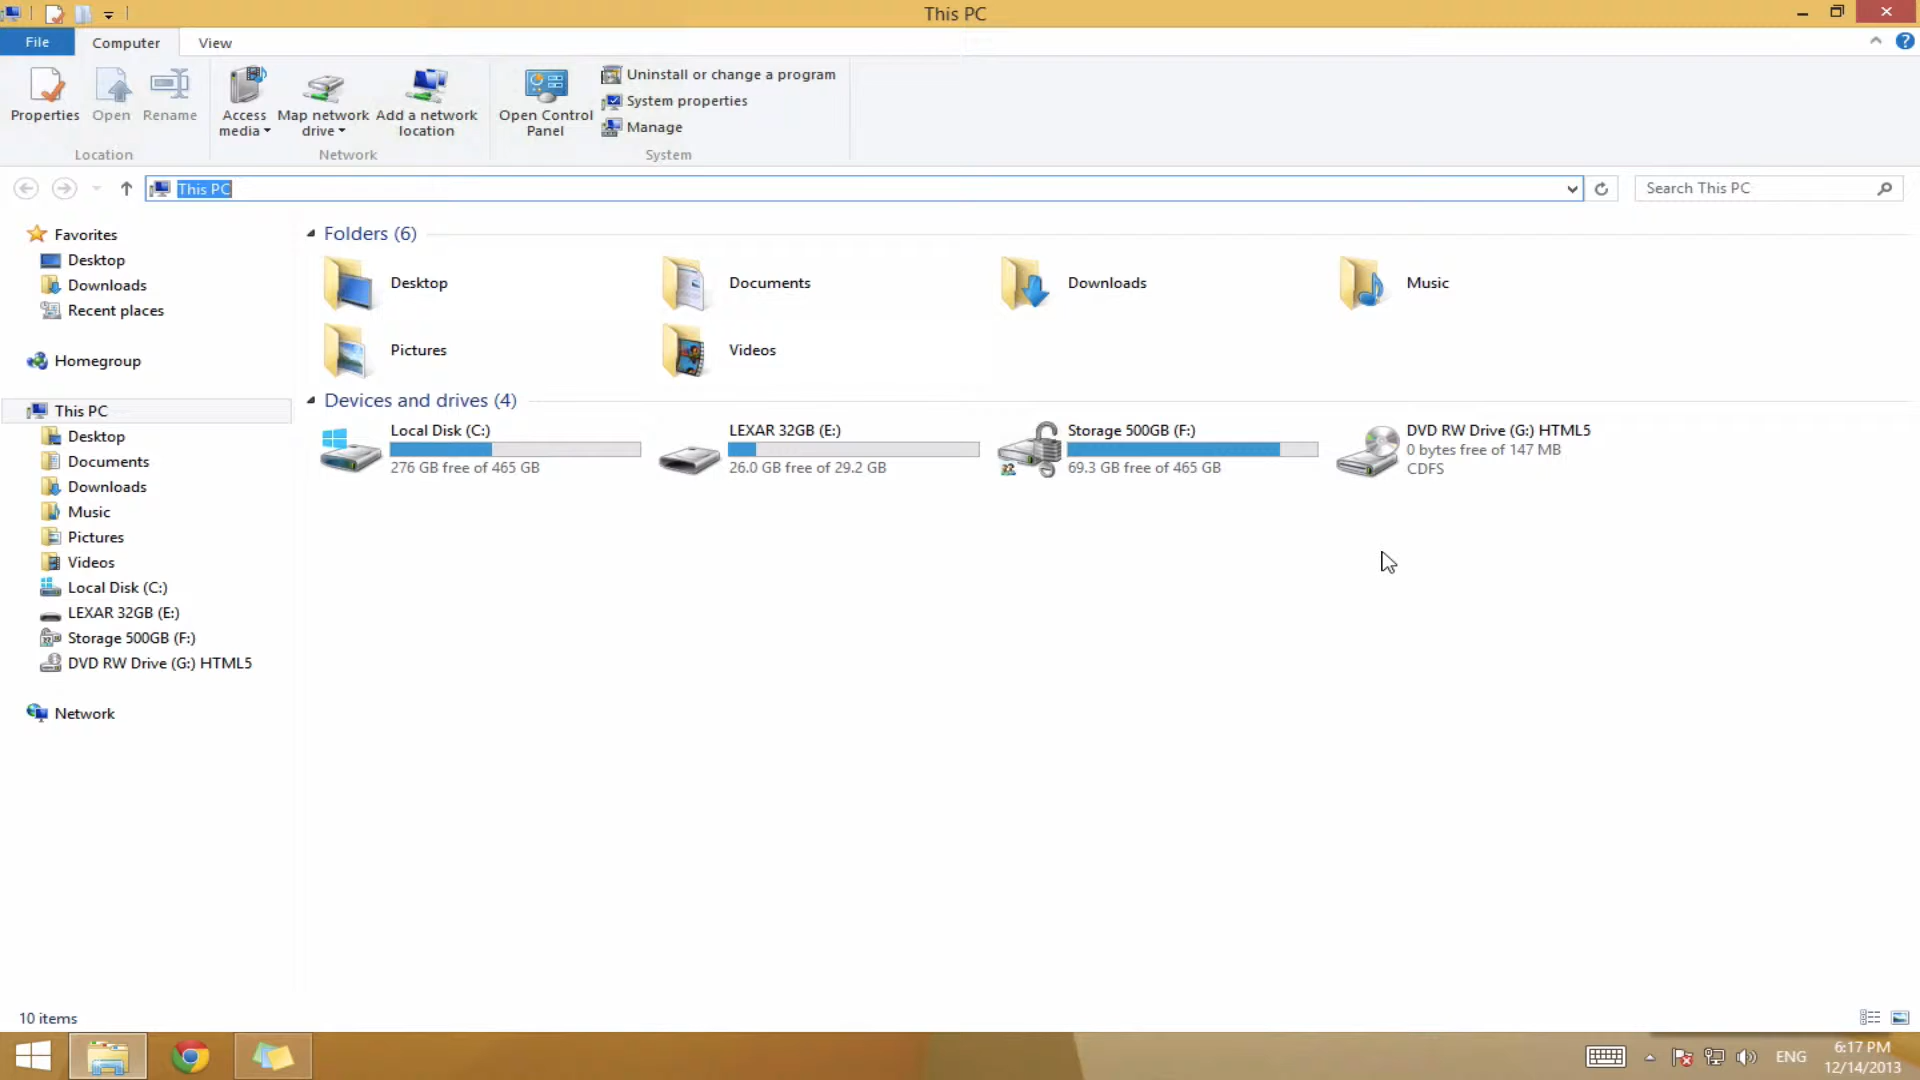 This PC
File
Computer
View
Properties
Open
Rename
Access
media
Map network
drive
Add a network
location
Open Control
Panel
Uninstall or change a program
System properties
Manage
Location
Network
System
This PC
Search This PC
Favorites
Desktop
Downloads
Recent places
Homegroup
This PC
Desktop
Documents
Downloads
Music
Pictures
Videos
Local Disk (C:)
LEXAR 32GB (E:)
Storage 500GB (F:)
DVD RW Drive (G:) HTML5
Network
Folders (6)
Desktop
Documents
Downloads
Music
Pictures
Videos
Devices and drives (4)
Local Disk (C:)
276 GB free of 465 GB
LEXAR 32GB (E:)
26.0 GB free of 29.2 GB
Storage 500GB (F:)
69.3 GB free of 465 GB
DVD RW Drive (G:) HTML5
0 bytes free of 147 MB
CDFS
10 items
ENG
6:17 PM
12/14/2013